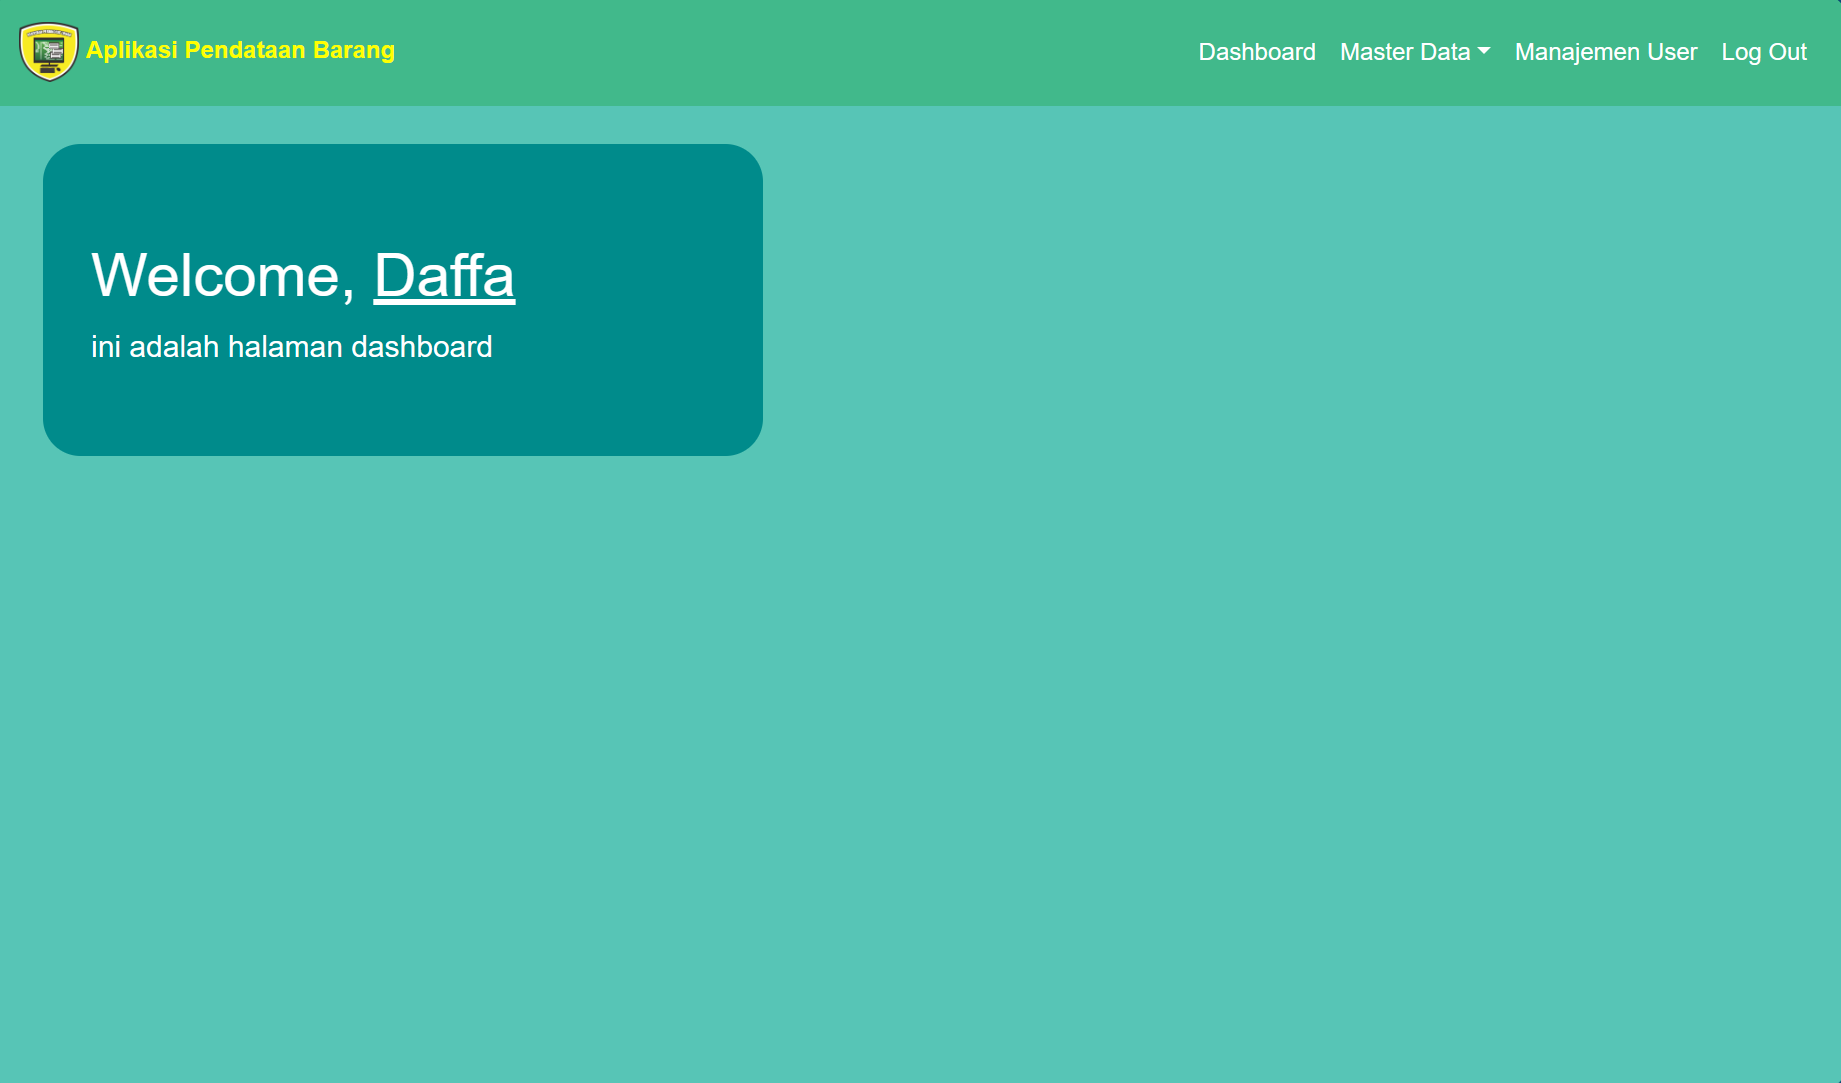 Aplikasi Pendataan Barang
Dashboard Master Data Manajemen User Log Out
Welcome, Daffa
ini adalah halaman dashboard